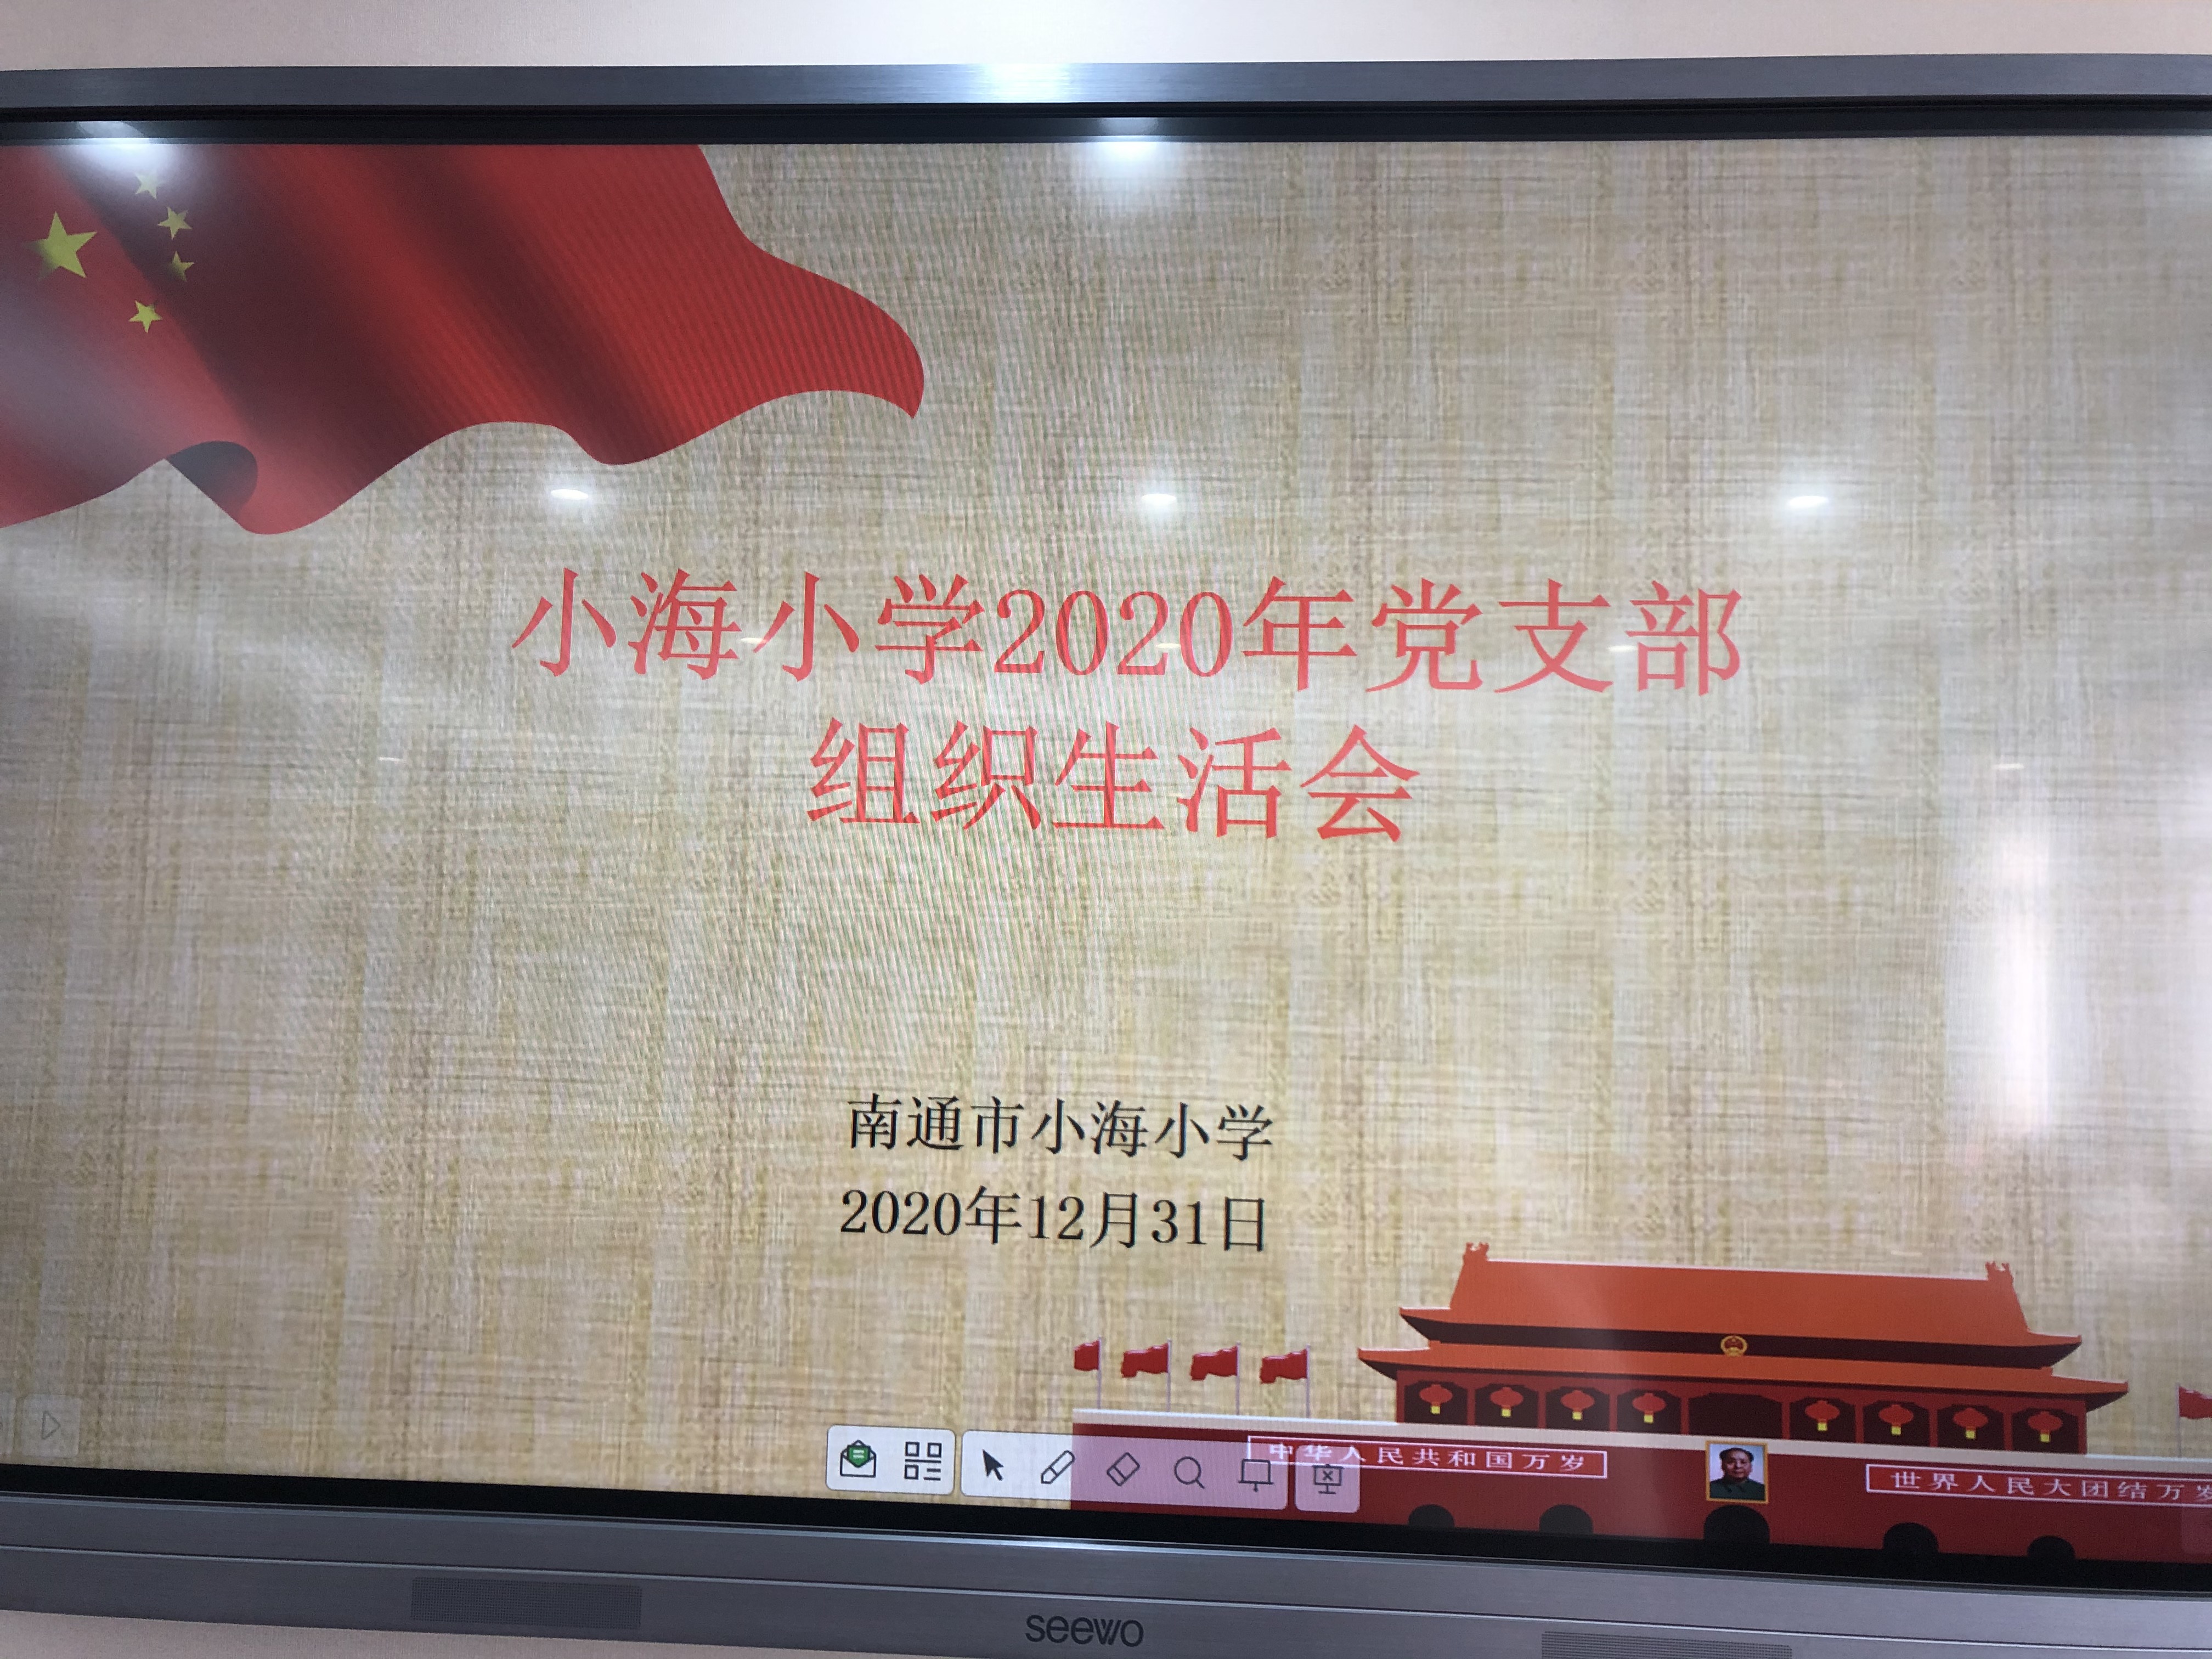 小海小学2020年党支部
组织生活会
南通市小海小学
2020年12月31日
中华人民共和国万岁
世界人民大团结万岁
seewo